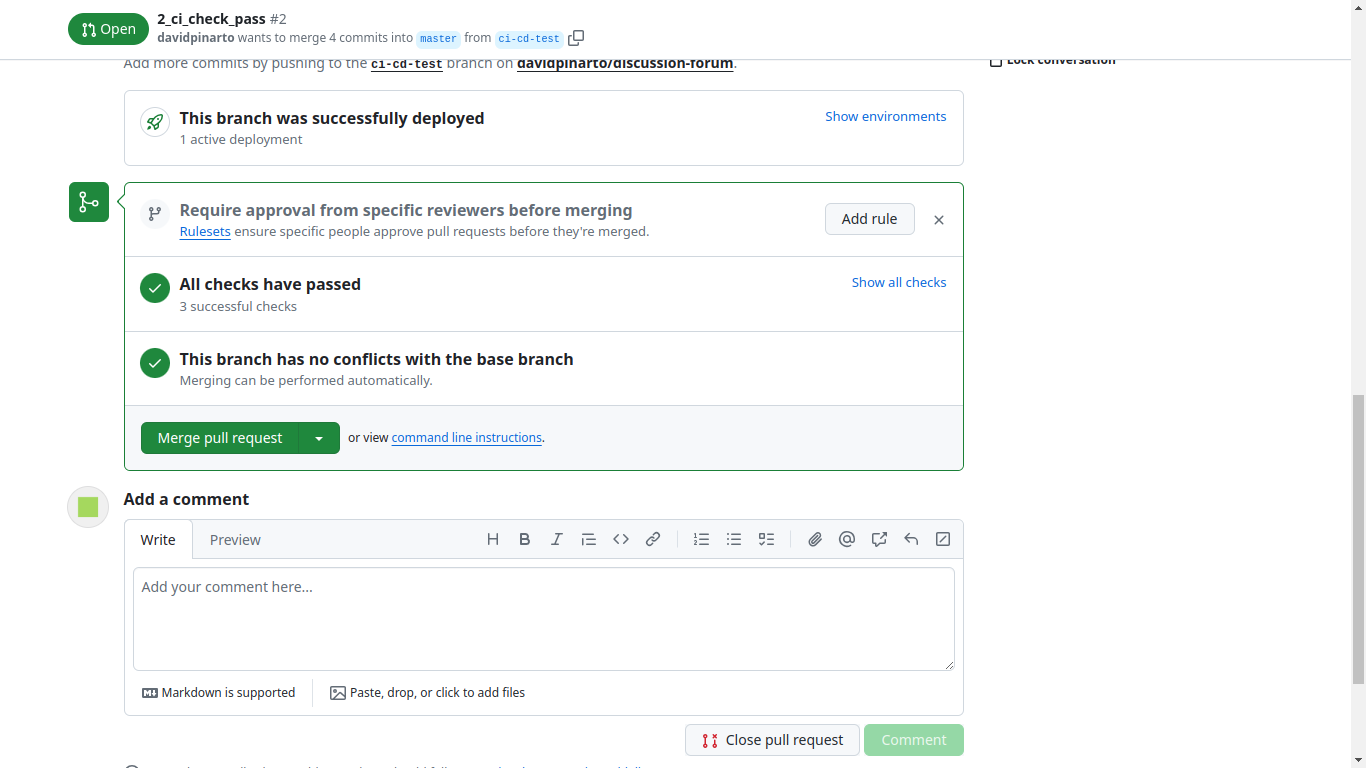 Open
2_ci_check_pass #2
davidpinarto wants to merge 4 commits into master from ci-cd-test
Add more commits by pushing to the ci-cd-test branch on davidpinarto/discussion-forum.
Lock conversation
This branch was successfully deployed
Show environments
1 active deployment
Require approval from specific reviewers before merging
Add rule
Rulesets ensure specific people approve pull requests before they're merged.
All checks have passed
Show all checks
3 successful checks
This branch has no conflicts with the base branch
Merging can be performed automatically.
Merge pull request
or view command line instructions.
Add a comment
Write
Preview
Add your comment here...
Markdown is supported
Paste, drop, or click to add files
Close pull request
Comment